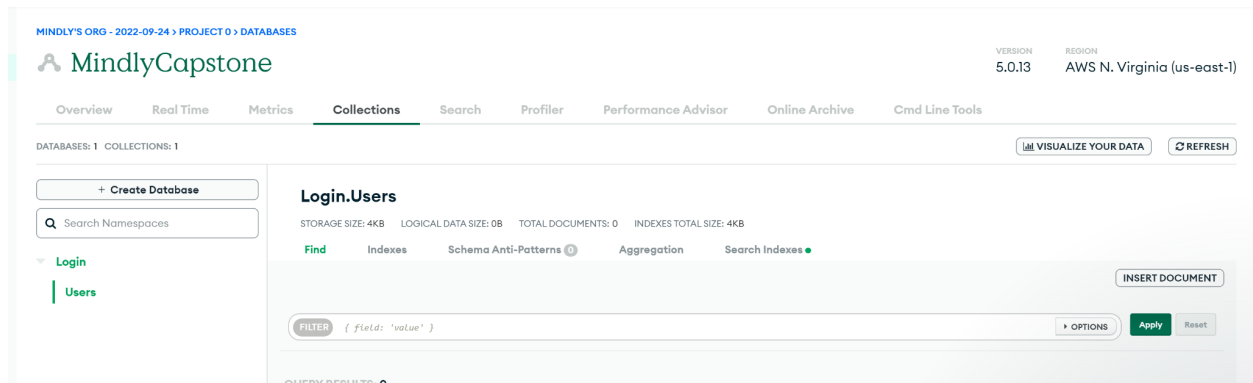 MINDLY'S ORG - 2022-09-24 > PROJECT 0 > DATABASES
MindlyCapstone
VERSION
5.0.13
REGION
AWS N. Virginia (us-east-1)
Overview Real Time Metrics Collections Search Profiler Performance Advisor Online Archive Cmd Line Tools
DATABASES: 1 COLLECTIONS: 1
VISUALIZE YOUR DATA
REFRESH
+ Create Database
Search Namespaces
Login
Users
Login.Users
STORAGE SIZE: 4KB LOGICAL DATA SIZE: 0B TOTAL DOCUMENTS: 0 INDEXES TOTAL SIZE: 4KB
Find Indexes Schema Anti-Patterns 0 Aggregation Search Indexes
INSERT DOCUMENT
FILTER { field: 'value' }
OPTIONS
Apply
Reset
QUERY RESULTS: 0